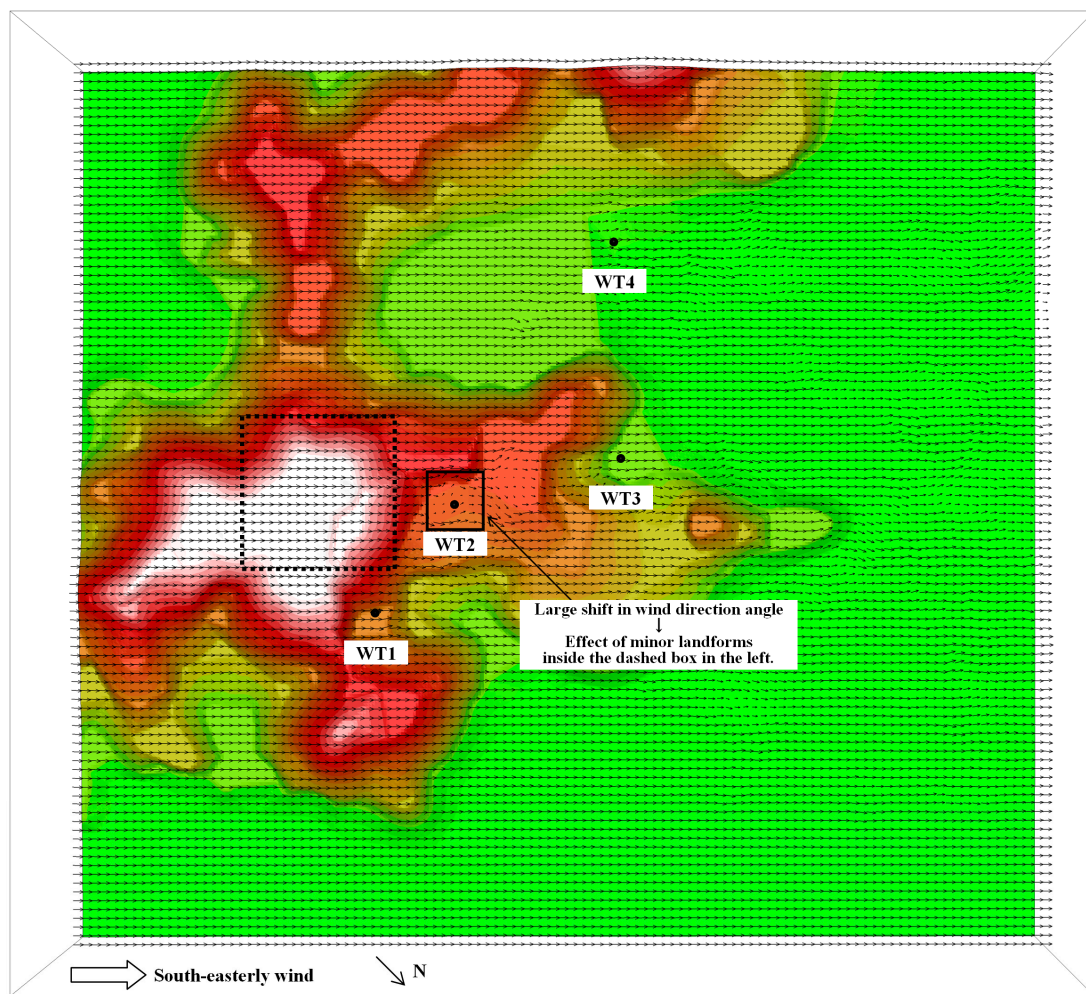 WT4
WT3
WT2
WT1
Large shift in wind direction angle
↓
Effect of minor landforms
inside the dashed box in the left.
South-easterly wind
N